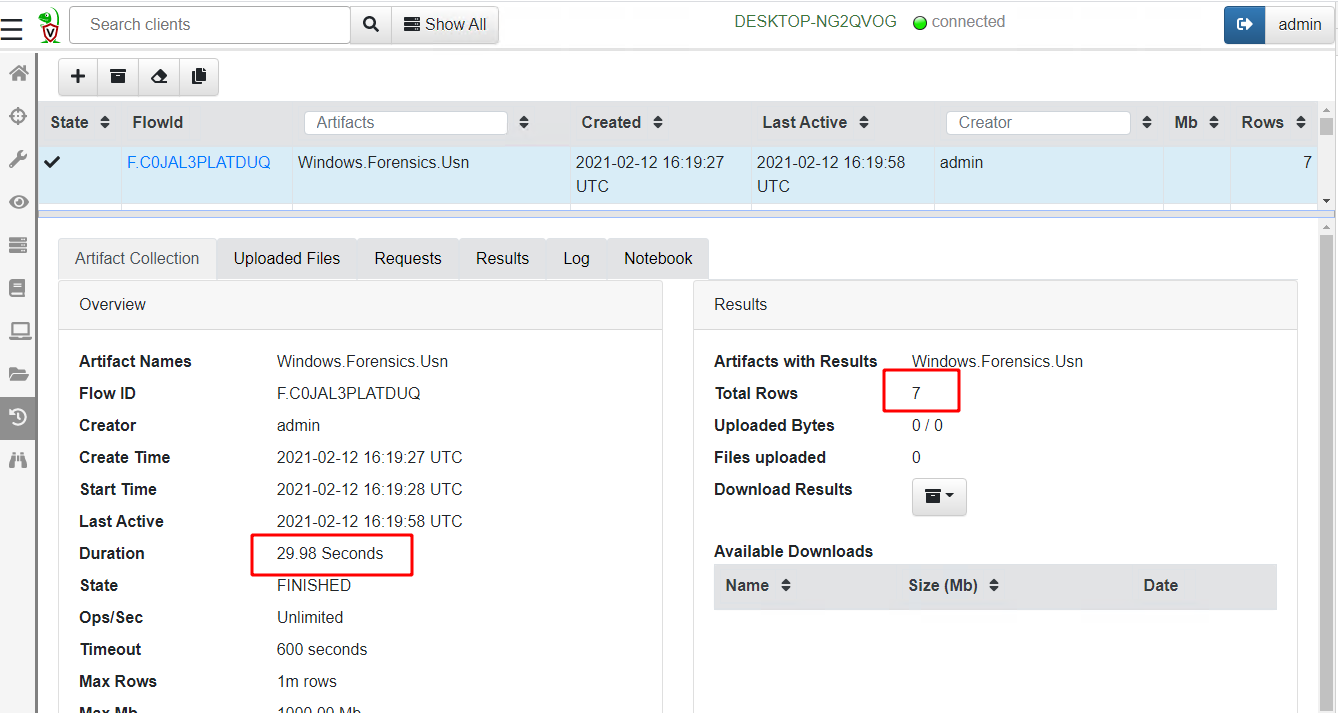 Search clients
Show All
DESKTOP-NG2QVOG connected
admin
State FlowId Artifacts Created Last Active Creator Mb Rows
F.C0JAL3PLATDUQ Windows.Forensics.Usn 2021-02-12 16:19:27 2021-02-12 16:19:58 admin 7
UTC UTC
Artifact Collection Uploaded Files Requests Results Log Notebook
Overview
Artifact Names Windows.Forensics.Usn
Flow ID F.C0JAL3PLATDUQ
Creator admin
Create Time 2021-02-12 16:19:27 UTC
Start Time 2021-02-12 16:19:28 UTC
Last Active 2021-02-12 16:19:58 UTC
Duration 29.98 Seconds
State FINISHED
Ops/Sec Unlimited
Timeout 600 seconds
Max Rows 1m rows
Max Mb 1000.00 Mb
Results
Artifacts with Results Windows.Forensics.Usn
Total Rows 7
Uploaded Bytes 0 / 0
Files uploaded 0
Download Results
Available Downloads
Name Size (Mb) Date